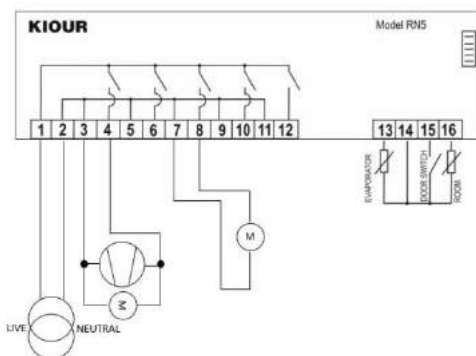 KIOUR
Model RN5
1 2 3 4 5 6 7 8 9 10 11 12
13 14 15 16
EVAPORATOR
DOOR SWITCH
ROOM
M
M
LIVE
NEUTRAL